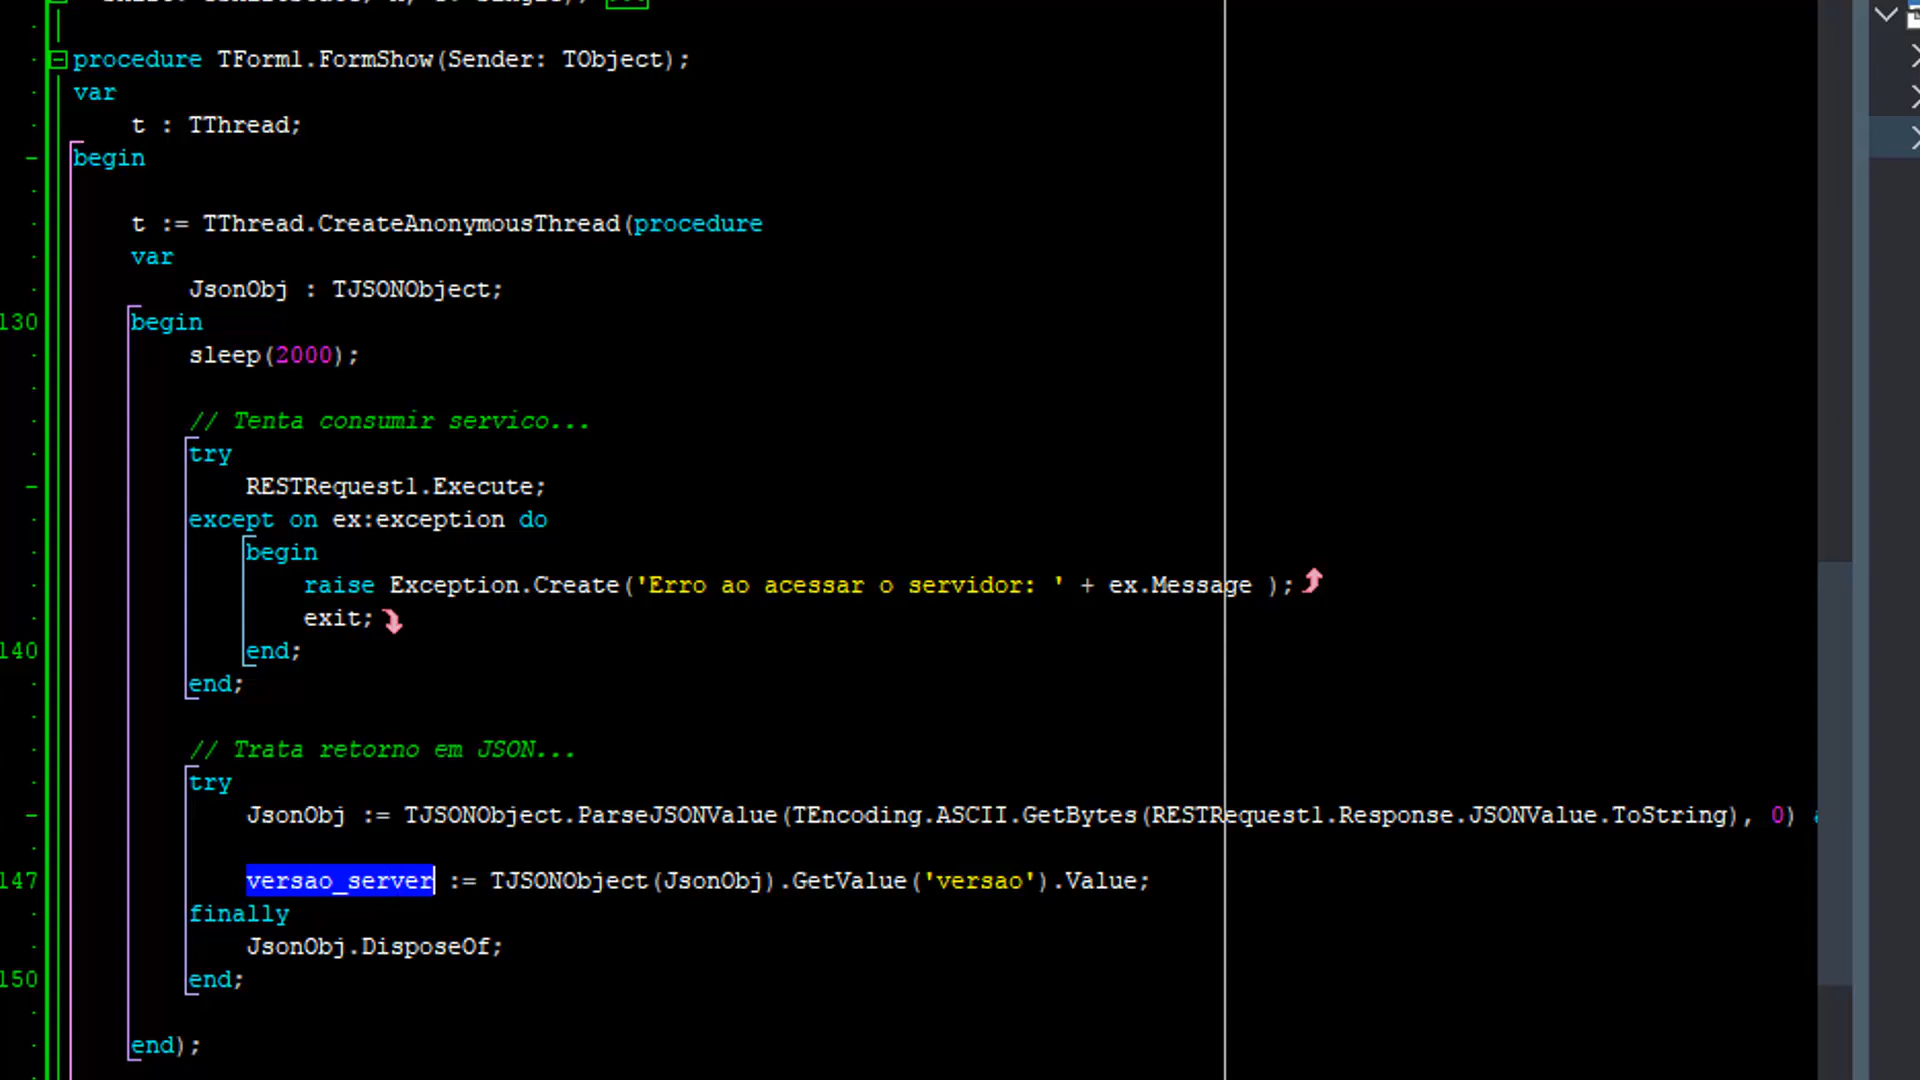 procedure TForm1.FormShow(Sender: TObject);
var
t : TThread;
begin
t := TThread.CreateAnonymousThread(procedure
var
JsonObj : TJSONObject;
130 begin
sleep(2000);
// Tenta consumir servico...
try
RESTRequest1.Execute;
except on ex:exception do
begin
raise Exception.Create('Erro ao acessar o servidor: ' + ex.Message );
exit;
140 end;
end;
// Trata retorno em JSON...
try
JsonObj := TJSONObject.ParseJSONValue(TEncoding.ASCII.GetBytes(RESTRequest1.Response.JSONValue.ToString), 0)
147 versao_server := TJSONObject(JsonObj).GetValue('versao').Value;
finally
JsonObj.DisposeOf;
150 end;
end);